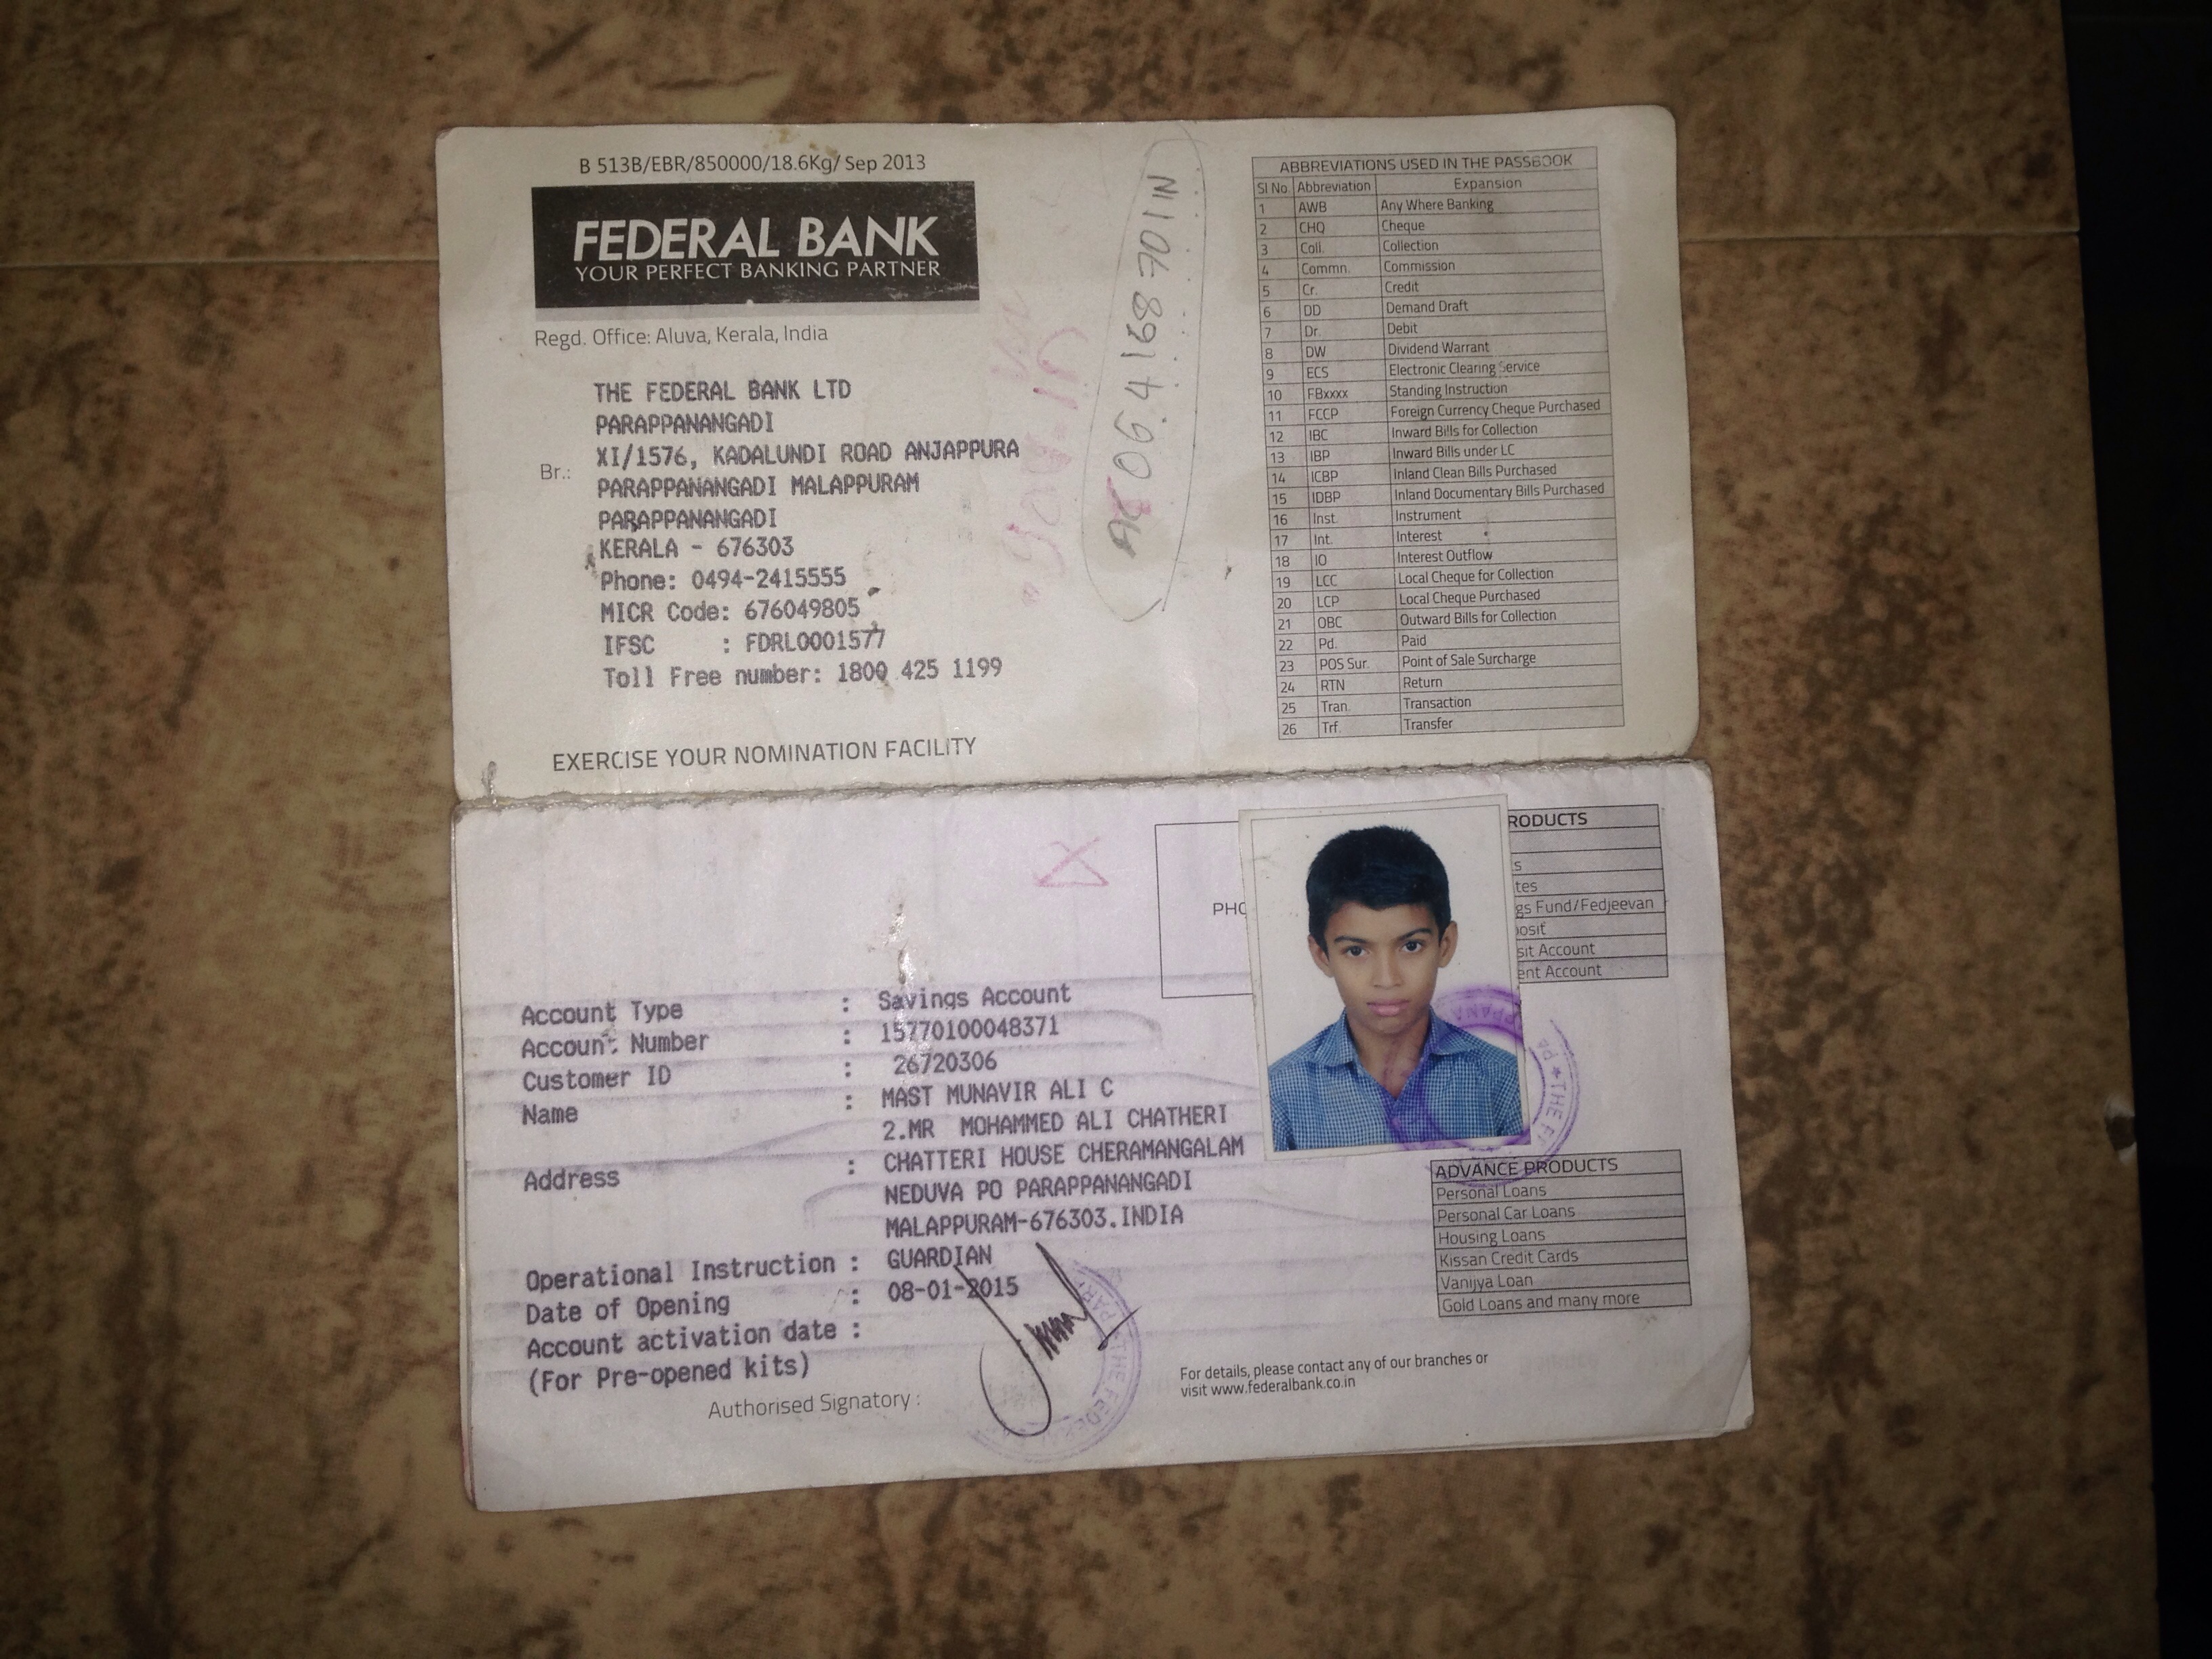 B 513B/EBR/850000/18.6Kg/ Sep 2013
FEDERAL BANK
YOUR PERFECT BANKING PARTNER
Regd. Office: Aluva, Kerala, India
THE FEDERAL BANK LTD
PARAPPANANGADI
XI/1576, KADALUNDI ROAD ANJAPPURA
Br.: PARAPPANANGADI MALAPPURAM
PARAPPANANGADI
KERALA - 676303
Phone: 0494-2415555
MICR Code: 676049805
IFSC : FDRL0001577
Toll Free number: 1800 425 1199
EXERCISE YOUR NOMINATION FACILITY
06 4168 701 IN
ABBREVIATIONS USED IN THE PASSBOOK
Sl No Abbreviation Expansion
1 AWB Any Where Banking
2 CHQ Cheque
3 Coll. Collection
4 Commn. Commission
5 Cr. Credit
6 DD Demand Draft
7 Dr. Debit
8 DW Dividend Warrant
9 ECS Electronic Clearing Service
10 FBxxxx Standing Instruction
11 FCCP Foreign Currency Cheque Purchased
12 IBC Inward Bills for Collection
13 IBP Inward Bills under LC
14 ICBP Inland Clean Bills Purchased
15 IDBP Inland Documentary Bills Purchased
16 Inst. Instrument
17 Int. Interest
18 IO Interest Outflow
19 LCC Local Cheque for Collection
20 LCP Local Cheque Purchased
21 OBC Outward Bills for Collection
22 Pd. Paid
23 POS Sur. Point of Sale Surcharge
24 RTN Return
25 Tran. Transaction
26 Trf. Transfer
Account Type : Savings Account
Account Number : 15770100048371
Customer ID : 26720306
Name : MAST MUNAVIR ALI C
2.MR MOHAMMED ALI CHATHERI
Address : CHATTERI HOUSE CHERAMANGALAM
NEDUVA PO PARAPPANANGADI
MALAPPURAM-676303.INDIA
Operational Instruction : GUARDIAN
Date of Opening : 08-01-2015
Account activation date :
(For Pre-opened kits)
Authorised Signatory :
PHO
RODUCTS
s
tes
gs Fund/Fedjeevan
osit
sit Account
ent Account
ADVANCE PRODUCTS
Personal Loans
Personal Car Loans
Housing Loans
Kissan Credit Cards
Vanijya Loan
Gold Loans and many more
For details, please contact any of our branches or
visit www.federalbank.co.in
THE FED
PAR
THE F